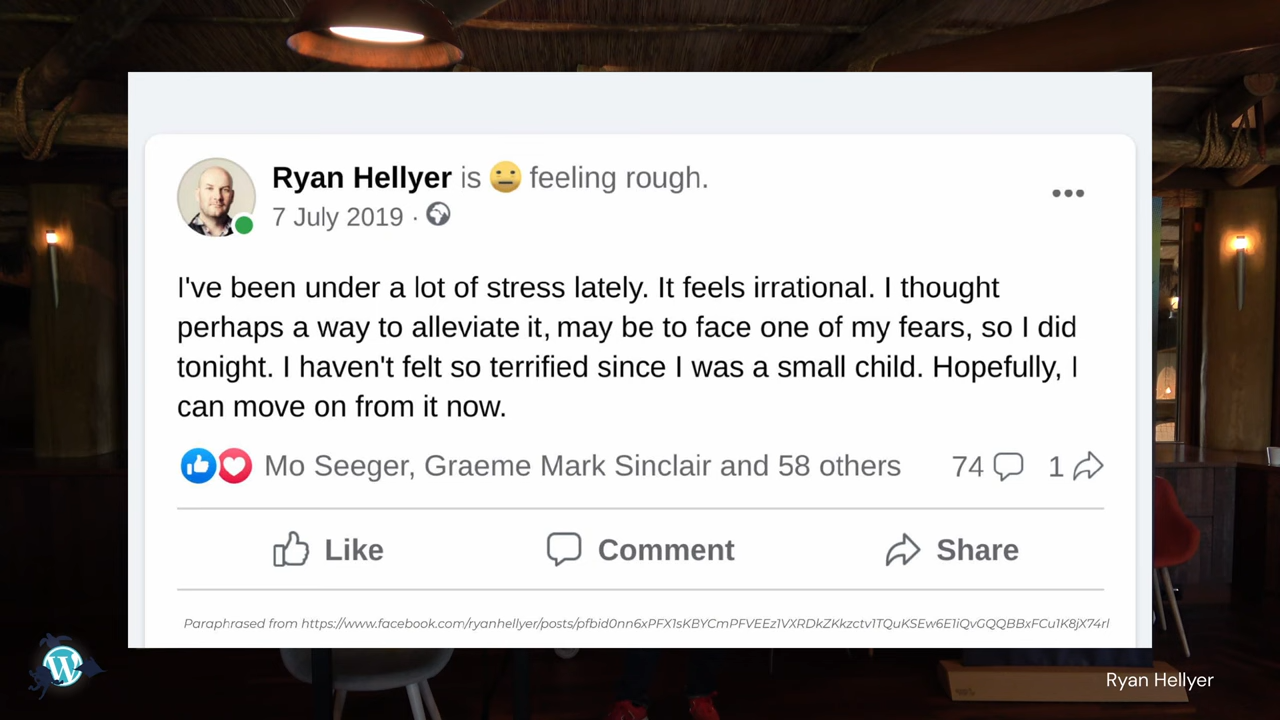 Ryan Hellyer is 😐 feeling rough.
7 July 2019 ·
I've been under a lot of stress lately. It feels irrational. I thought
perhaps a way to alleviate it, may be to face one of my fears, so I did
tonight. I haven't felt so terrified since I was a small child. Hopefully, I
can move on from it now.
Mo Seeger, Graeme Mark Sinclair and 58 others 74 1
Like Comment Share
Paraphrased from https://www.facebook.com/ryanhellyer/posts/pfbid0nn6xPFX1sKBYCmPFVEEz1VXRDkZKkzctv1TQuKSEw6E1iQvGQQBBxFCu1K8jX74rl
Ryan Hellyer